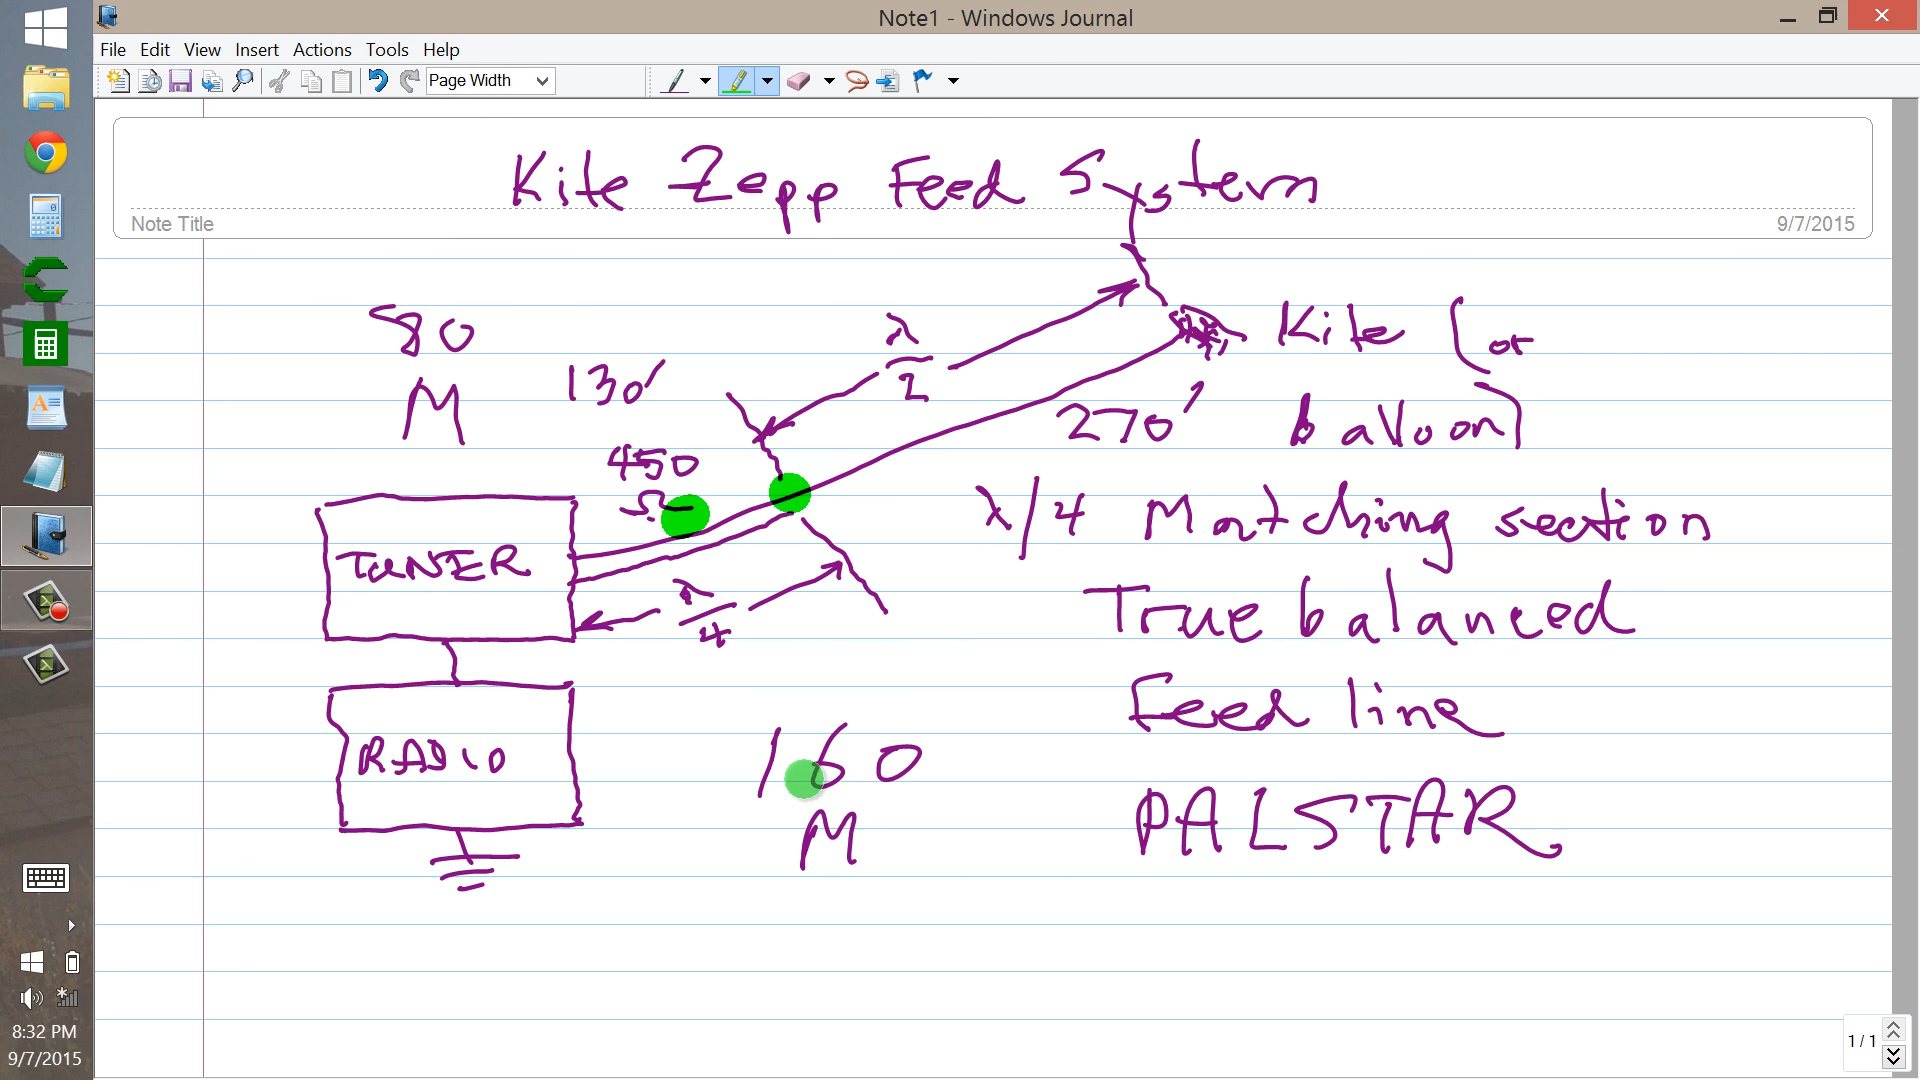 Note1 - Windows Journal
File Edit View Insert Actions Tools Help
Page Width
Kite Zepp Feed System
Note Title
9/7/2015
80
M
130'
λ
2
Kite (or
balloon)
270'
450
Ω
λ/4 Matching section
TUNER
λ
4
True balanced
Feed line
RADIO
160
M
PALSTAR
8:32 PM
9/7/2015
1 / 1